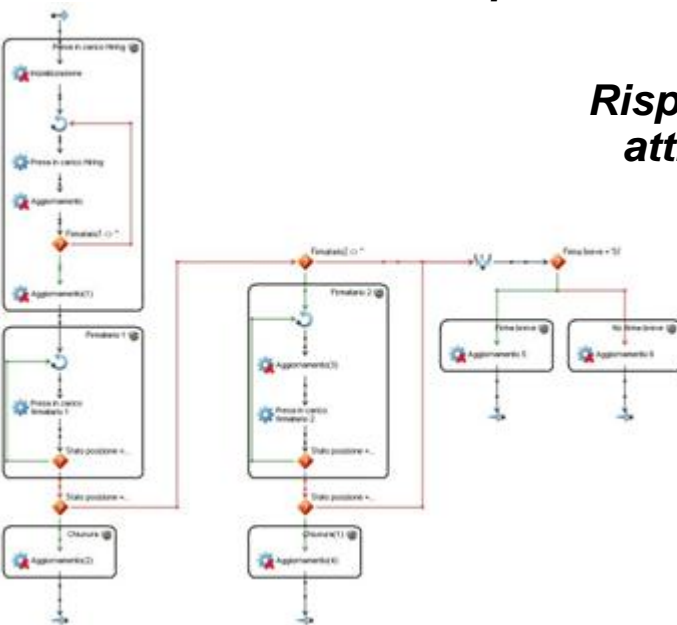 Risp
att
Presa in carico Hiring
Inizializzazione
Presa in carico Hiring
Aggiornamento
Firmatario1 <> ''
Aggiornamento(1)
Firmatario 1
Presa in carico
firmatario 1
Stato posizione =...
Stato posizione =...
Chiusura
Aggiornamento(2)
Firmatario2 <> ''
Firmatario 2
Aggiornamento(3)
Presa in carico
firmatario 2
Stato posizione =...
Stato posizione =...
Chiusura(1)
Aggiornamento(4)
Firma breve = 'SI'
Firma breve
Aggiornamento 5
No firma breve
Aggiornamento 6